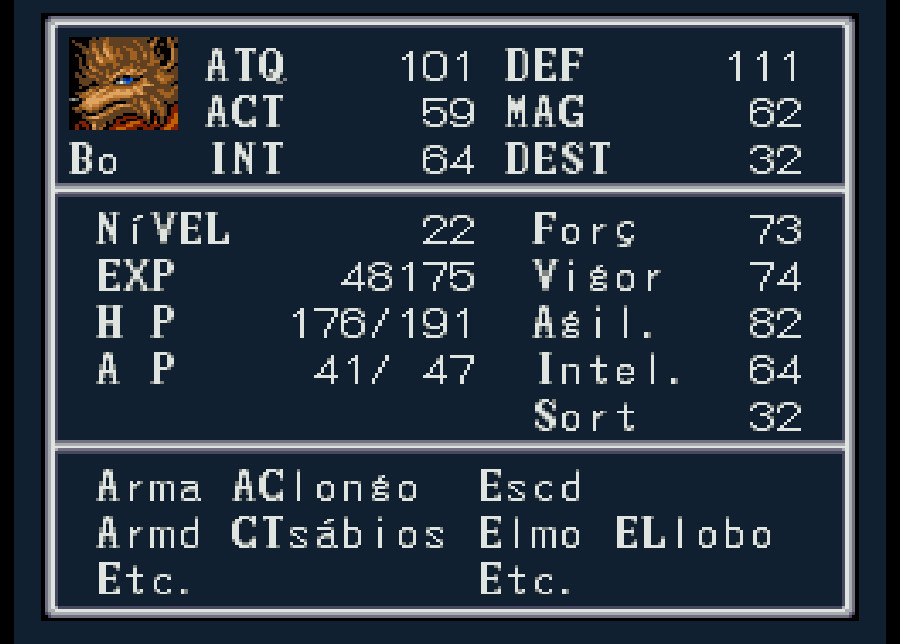 ATQ 101 DEF 111
ACT 59 MAG 62
Bo INT 64 DEST 32
NíVEL 22 Forç 73
EXP 48175 Vigor 74
H P 176/191 Agil. 82
A P 41/ 47 Intel. 64
Sort 32
Arma AClongo Escd
Armd CTsábios Elmo ELlobo
Etc. Etc.